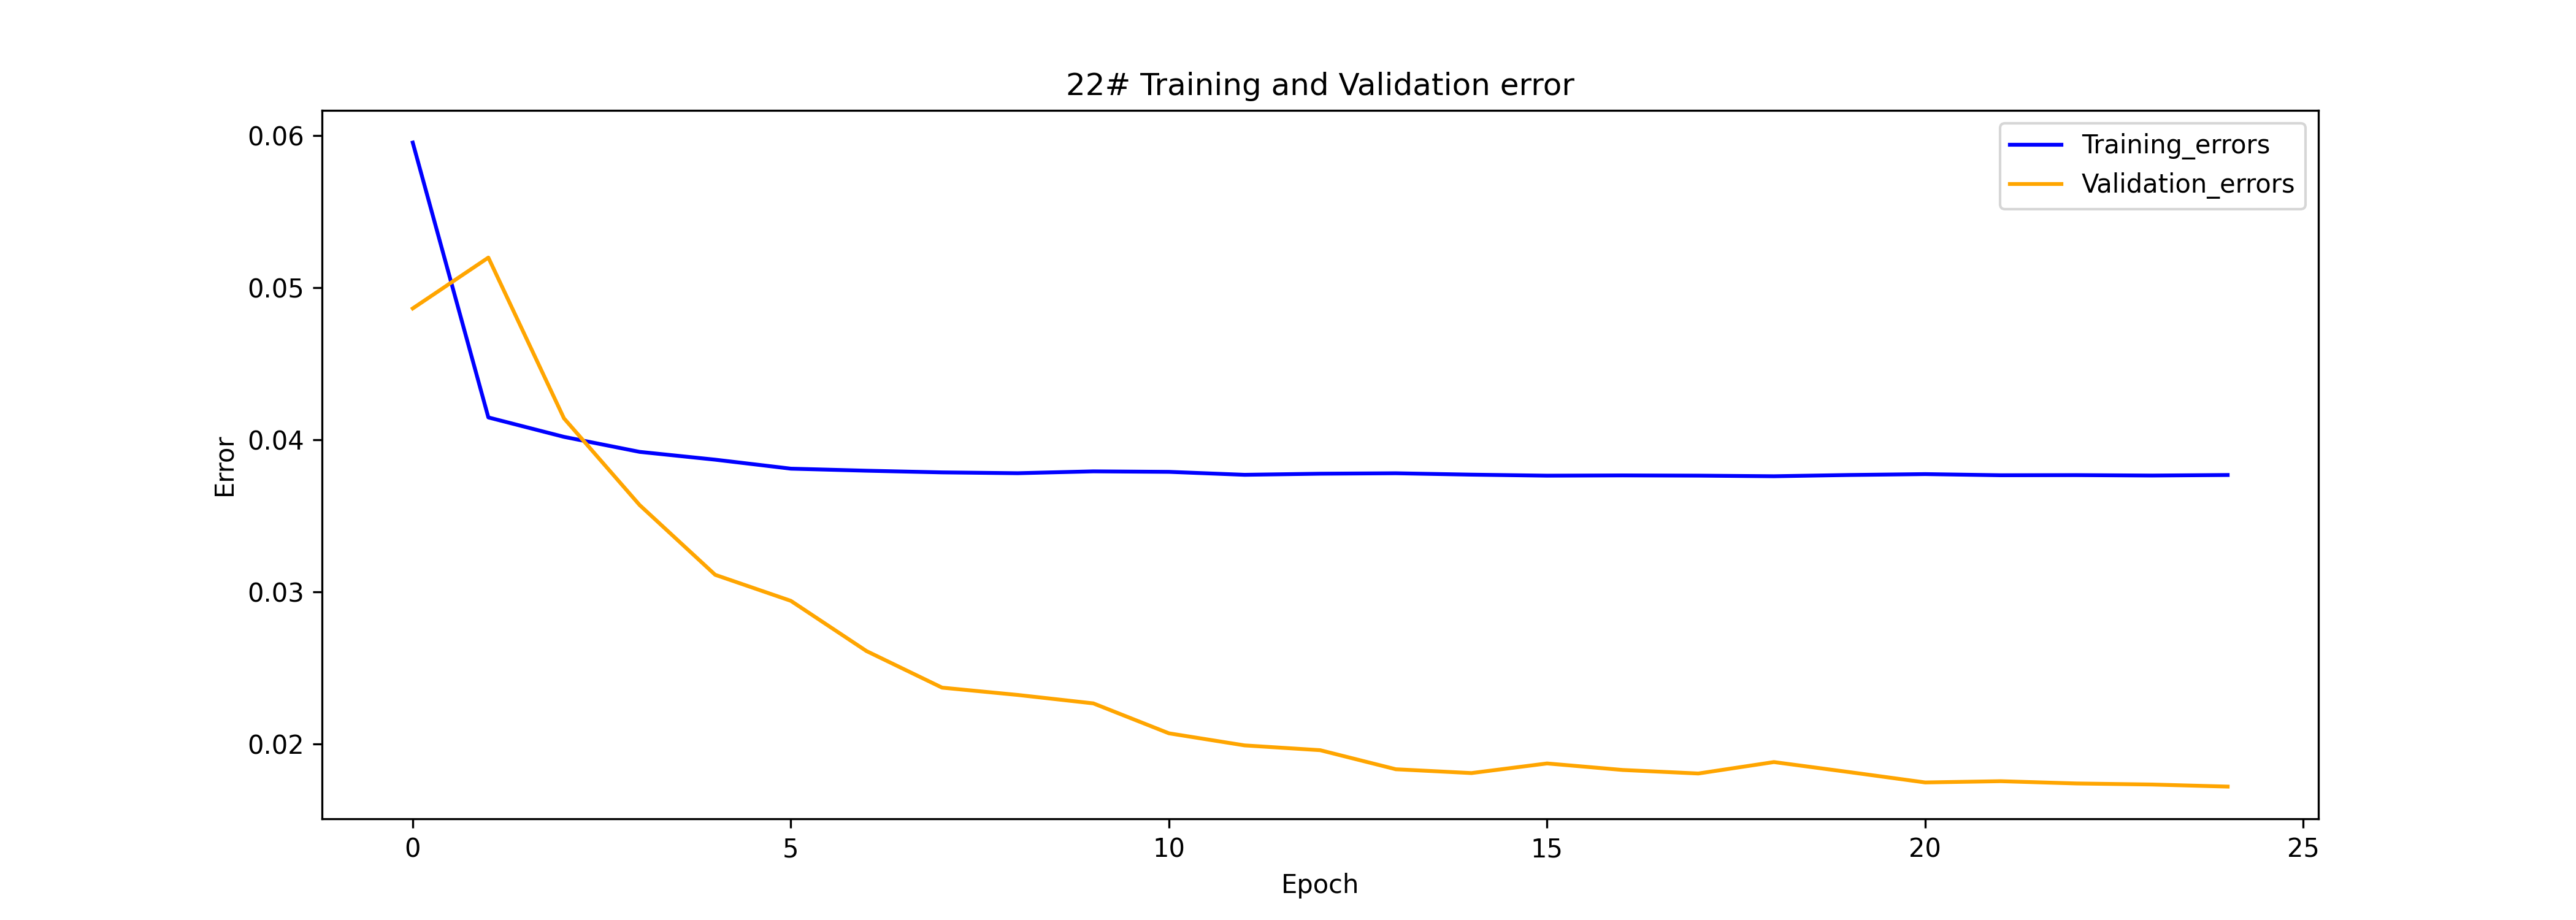 22# Training and Validation error
Training_errors
Validation_errors
0.06
0.05
0.04
0.03
0.02
Error
0 5 10 15 20 25
Epoch